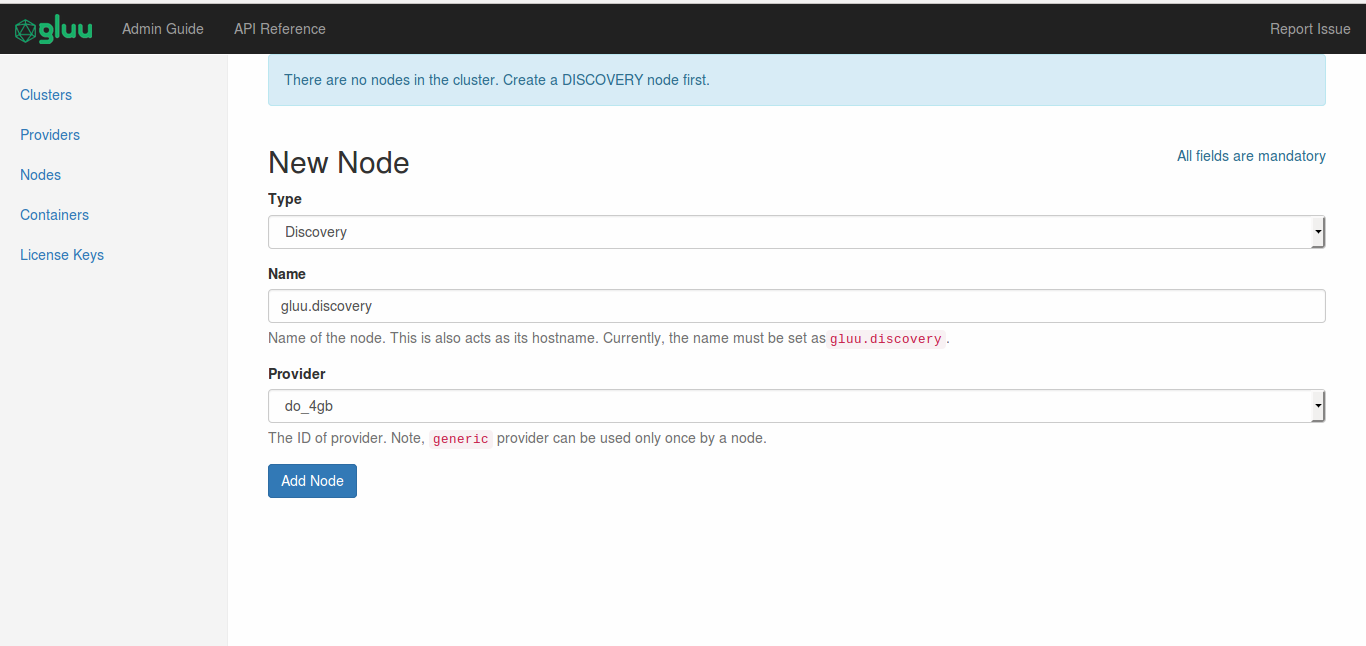 gluu Admin Guide API Reference Report Issue
There are no nodes in the cluster. Create a DISCOVERY node first.
Clusters
Providers
Nodes
Containers
License Keys
New Node
All fields are mandatory
Type
Discovery
Name
gluu.discovery
Name of the node. This is also acts as its hostname. Currently, the name must be set as gluu.discovery .
Provider
do_4gb
The ID of provider. Note, generic provider can be used only once by a node.
Add Node